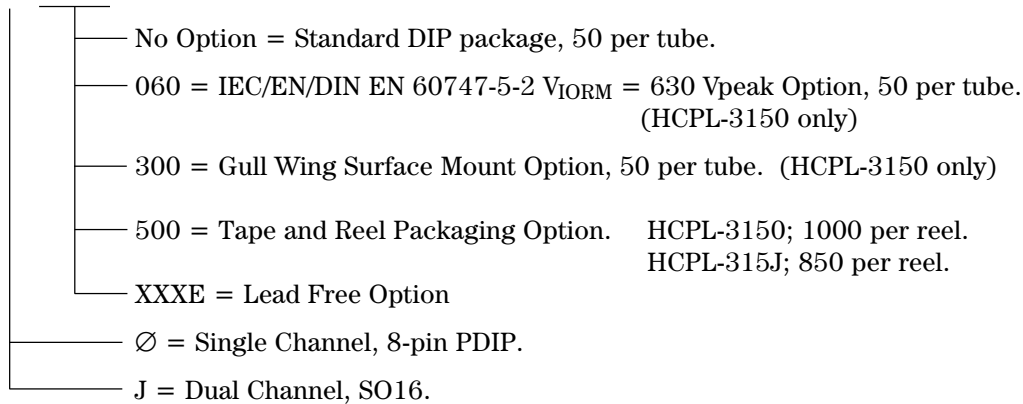 No Option = Standard DIP package, 50 per tube.
060 = IEC/EN/DIN EN 60747-5-2 VIORM = 630 Vpeak Option, 50 per tube.
(HCPL-3150 only)
300 = Gull Wing Surface Mount Option, 50 per tube. (HCPL-3150 only)
500 = Tape and Reel Packaging Option. HCPL-3150; 1000 per reel.
HCPL-315J; 850 per reel.
XXXE = Lead Free Option
∅ = Single Channel, 8-pin PDIP.
J = Dual Channel, SO16.